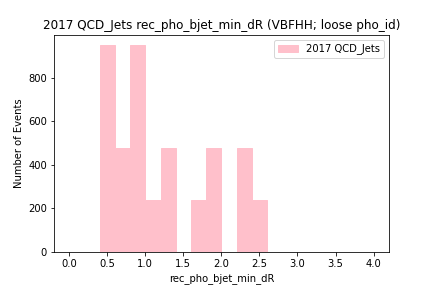 2017 QCD_Jets rec_pho_bjet_min_dR (VBFHH; loose pho_id)
2017 QCD_Jets
Number of Events
800
600
400
200
0
0.0 0.5 1.0 1.5 2.0 2.5 3.0 3.5 4.0
rec_pho_bjet_min_dR